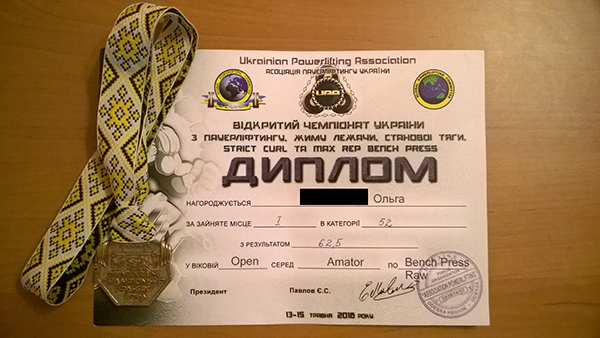 Ukrainian Powerlifting Association
АСОЦІАЦІЯ ПАУЕРЛІФТИНГУ УКРАЇНИ
UPA
ВІДКРИТИЙ ЧЕМПІОНАТ УКРАЇНИ
З ПАУЕРЛІФТИНГУ, ЖИМУ ЛЕЖАЧИ, СТАНОВОЇ ТЯГИ,
STRICT CURL ТА MAX REP BENCH PRESS
ДИПЛОМ
НАГОРОДЖУЄТЬСЯ Ольга
ЗА ЗАЙНЯТЕ МІСЦЕ I В КАТЕГОРІЇ 52
З РЕЗУЛЬТАТОМ 62,5
У ВІКОВІЙ Open СЕРЕД Amator ПО Bench Press
Raw
Президент Павлов Є.С.
13-15 ТРАВНЯ 2016 РОКУ